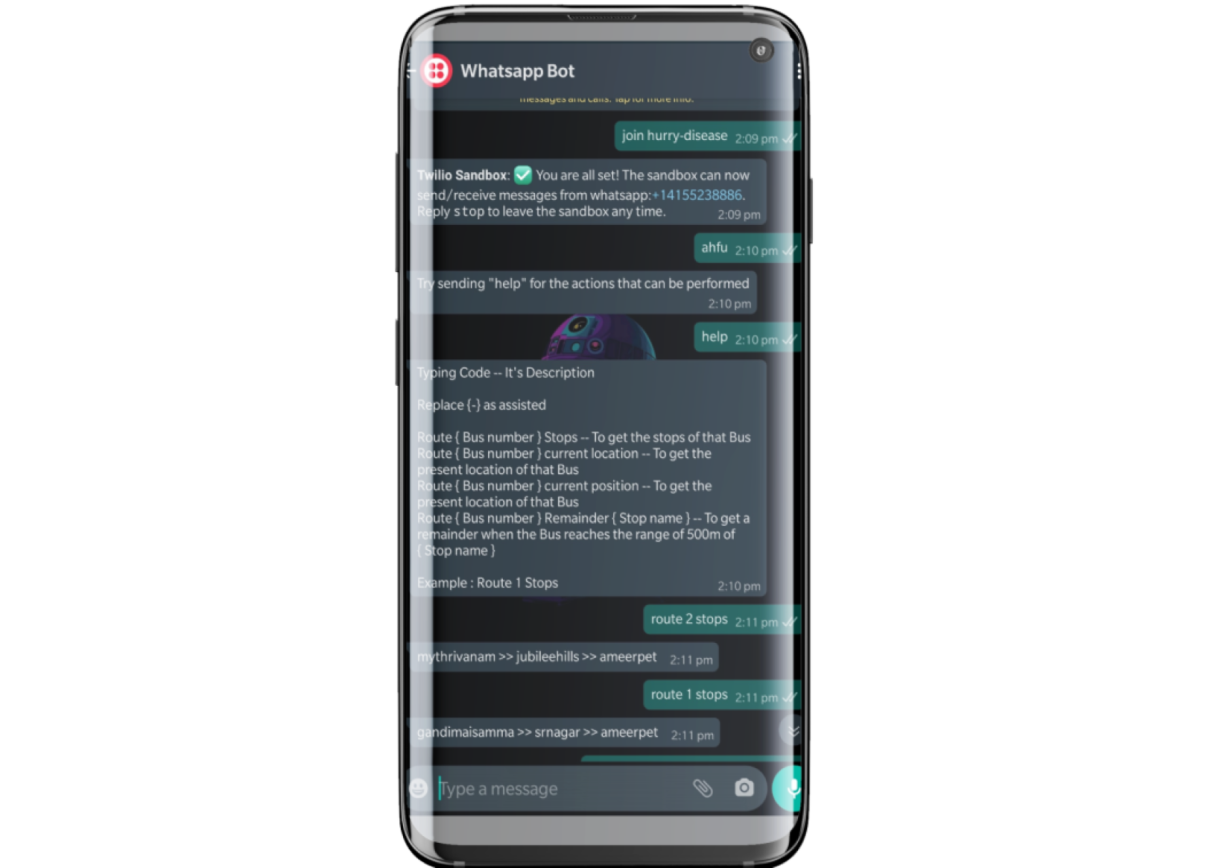 Whatsapp Bot
messages and calls. Tap for more info.
join hurry-disease 2:09 pm
Twilio Sandbox: ✅ You are all set! The sandbox can now
send/receive messages from whatsapp:+14155238886.
Reply stop to leave the sandbox any time. 2:09 pm
ahfu 2:10 pm
Try sending "help" for the actions that can be performed
2:10 pm
help 2:10 pm
Typing Code -- It's Description
Replace {-} as assisted
Route { Bus number } Stops -- To get the stops of that Bus
Route { Bus number } current location -- To get the
present location of that Bus
Route { Bus number } current position -- To get the
present location of that Bus
Route { Bus number } Remainder { Stop name } -- To get a
remainder when the Bus reaches the range of 500m of
{ Stop name }
Example : Route 1 Stops 2:10 pm
route 2 stops 2:11 pm
mythrivanam >> jubileehills >> ameerpet 2:11 pm
route 1 stops 2:11 pm
gandimaisamma >> srnagar >> ameerpet 2:11 pm
Type a message